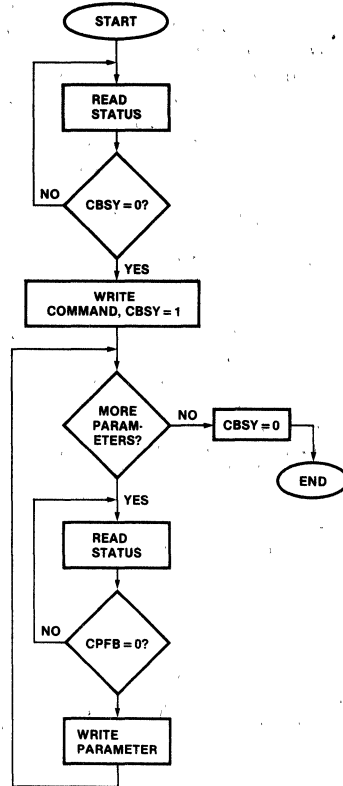 START
READ
STATUS
NO
CBSY = 0?
YES
WRITE
COMMAND, CBSY = 1
MORE
PARAM-
ETERS?
NO
CBSY = 0
END
YES
READ
STATUS
NO
CPFB = 0?
WRITE
PARAMETER